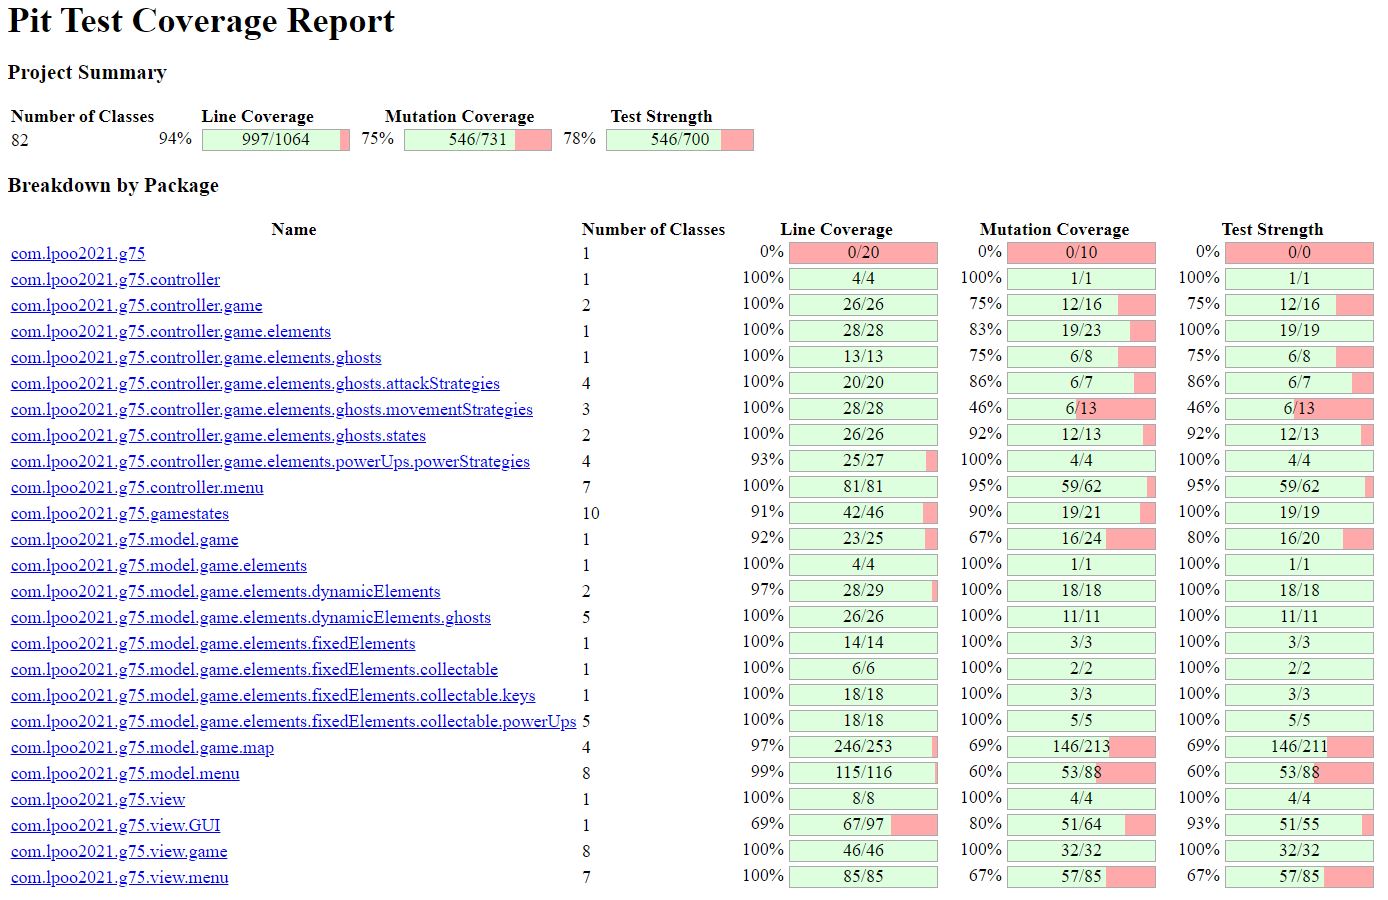 Pit Test Coverage Report
Project Summary
Number of Classes Line Coverage Mutation Coverage Test Strength
82 94% 997/1064 75% 546/731 78% 546/700
Breakdown by Package
Name Number of Classes Line Coverage Mutation Coverage Test Strength
com.lpoo2021.g75 1 0% 0/20 0% 0/10 0% 0/0
com.lpoo2021.g75.controller 1 100% 4/4 100% 1/1 100% 1/1
com.lpoo2021.g75.controller.game 2 100% 26/26 75% 12/16 75% 12/16
com.lpoo2021.g75.controller.game.elements 1 100% 28/28 83% 19/23 100% 19/19
com.lpoo2021.g75.controller.game.elements.ghosts 1 100% 13/13 75% 6/8 75% 6/8
com.lpoo2021.g75.controller.game.elements.ghosts.attackStrategies 4 100% 20/20 86% 6/7 86% 6/7
com.lpoo2021.g75.controller.game.elements.ghosts.movementStrategies 3 100% 28/28 46% 6/13 46% 6/13
com.lpoo2021.g75.controller.game.elements.ghosts.states 2 100% 26/26 92% 12/13 92% 12/13
com.lpoo2021.g75.controller.game.elements.powerUps.powerStrategies 4 93% 25/27 100% 4/4 100% 4/4
com.lpoo2021.g75.controller.menu 7 100% 81/81 95% 59/62 95% 59/62
com.lpoo2021.g75.gamestates 10 91% 42/46 90% 19/21 100% 19/19
com.lpoo2021.g75.model.game 1 92% 23/25 67% 16/24 80% 16/20
com.lpoo2021.g75.model.game.elements 1 100% 4/4 100% 1/1 100% 1/1
com.lpoo2021.g75.model.game.elements.dynamicElements 2 97% 28/29 100% 18/18 100% 18/18
com.lpoo2021.g75.model.game.elements.dynamicElements.ghosts 5 100% 26/26 100% 11/11 100% 11/11
com.lpoo2021.g75.model.game.elements.fixedElements 1 100% 14/14 100% 3/3 100% 3/3
com.lpoo2021.g75.model.game.elements.fixedElements.collectable 1 100% 6/6 100% 2/2 100% 2/2
com.lpoo2021.g75.model.game.elements.fixedElements.collectable.keys 1 100% 18/18 100% 3/3 100% 3/3
com.lpoo2021.g75.model.game.elements.fixedElements.collectable.powerUps 5 100% 18/18 100% 5/5 100% 5/5
com.lpoo2021.g75.model.game.map 4 97% 246/253 69% 146/213 69% 146/211
com.lpoo2021.g75.model.menu 8 99% 115/116 60% 53/88 60% 53/88
com.lpoo2021.g75.view 1 100% 8/8 100% 4/4 100% 4/4
com.lpoo2021.g75.view.GUI 1 69% 67/97 80% 51/64 93% 51/55
com.lpoo2021.g75.view.game 8 100% 46/46 100% 32/32 100% 32/32
com.lpoo2021.g75.view.menu 7 100% 85/85 67% 57/85 67% 57/85